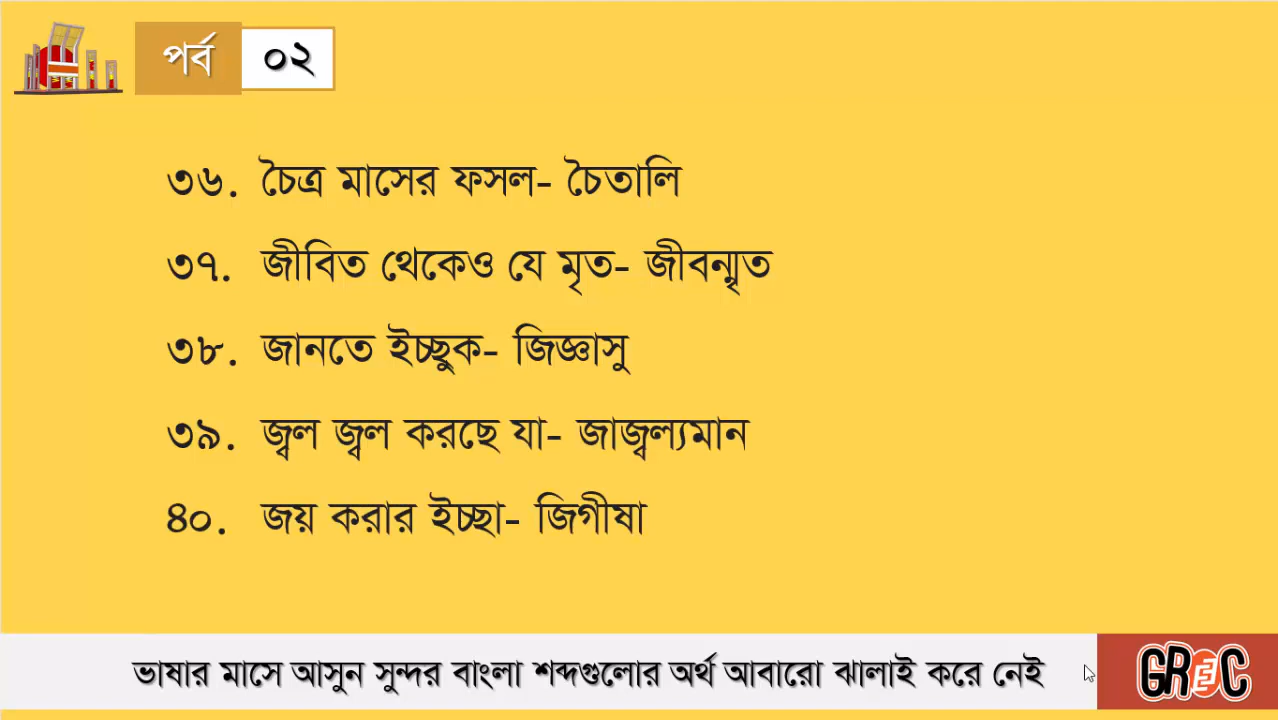 পর্ব ০২
৩৬. চৈত্র মাসের ফসল- চৈতালি
৩৭. জীবিত থেকেও যে মৃত- জীবন্মৃত
৩৮. জানতে ইচ্ছুক- জিজ্ঞাসু
৩৯. জ্বল জ্বল করছে যা- জাজ্বল্যমান
৪০. জয় করার ইচ্ছা- জিগীষা
ভাষার মাসে আসুন সুন্দর বাংলা শব্দগুলোর অর্থ আবারো ঝালাই করে নেই
GREC